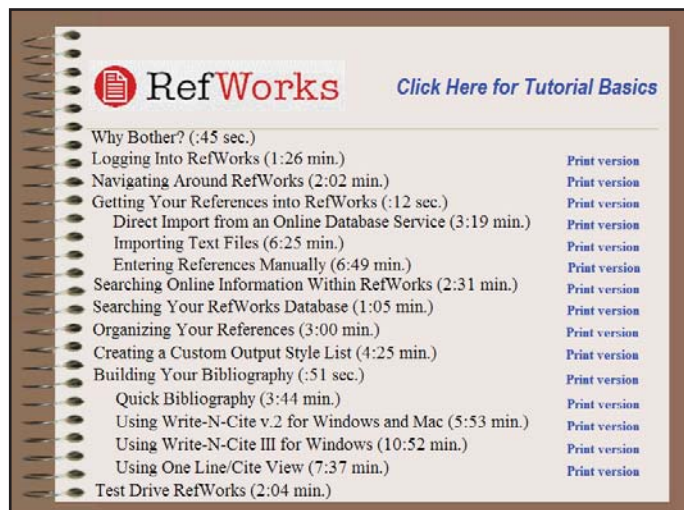 RefWorks Click Here for Tutorial Basics
Why Bother? (:45 sec.)
Logging Into RefWorks (1:26 min.) Print version
Navigating Around RefWorks (2:02 min.) Print version
Getting Your References into RefWorks (:12 sec.) Print version
Direct Import from an Online Database Service (3:19 min.) Print version
Importing Text Files (6:25 min.) Print version
Entering References Manually (6:49 min.) Print version
Searching Online Information Within RefWorks (2:31 min.) Print version
Searching Your RefWorks Database (1:05 min.) Print version
Organizing Your References (3:00 min.) Print version
Creating a Custom Output Style List (4:25 min.) Print version
Building Your Bibliography (:51 sec.) Print version
Quick Bibliography (3:44 min.) Print version
Using Write-N-Cite v.2 for Windows and Mac (5:53 min.) Print version
Using Write-N-Cite III for Windows (10:52 min.) Print version
Using One Line/Cite View (7:37 min.) Print version
Test Drive RefWorks (2:04 min.)